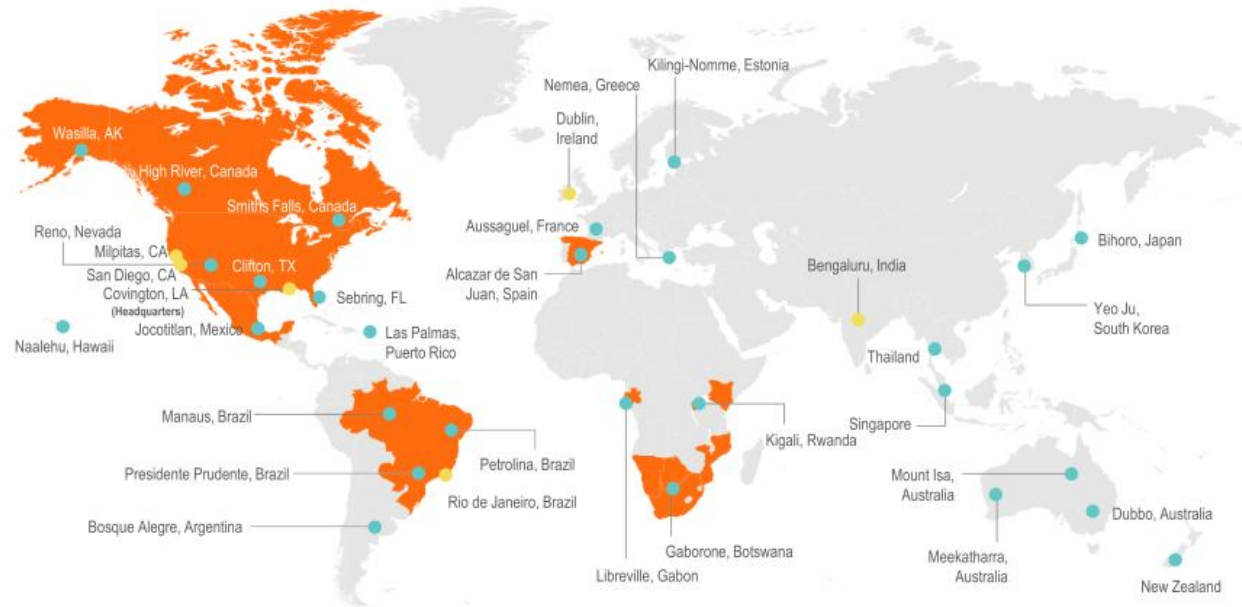 Wasilla, AK
High River, Canada
Smiths Falls, Canada
Reno, Nevada
Milpitas, CA
San Diego, CA
Clifton, TX
Covington, LA
(Headquarters)
Sebring, FL
Jocotitlan, Mexico
Naalehu, Hawaii
Las Palmas,
Puerto Rico
Manaus, Brazil
Petrolina, Brazil
Presidente Prudente, Brazil
Rio de Janeiro, Brazil
Bosque Alegre, Argentina
Kilingi-Nomme, Estonia
Nemea, Greece
Dublin,
Ireland
Aussaguel, France
Alcazar de San
Juan, Spain
Bengaluru, India
Bihoro, Japan
Yeo Ju,
South Korea
Thailand
Singapore
Kigali, Rwanda
Gaborone, Botswana
Libreville, Gabon
Mount Isa,
Australia
Dubbo, Australia
Meekatharra,
Australia
New Zealand